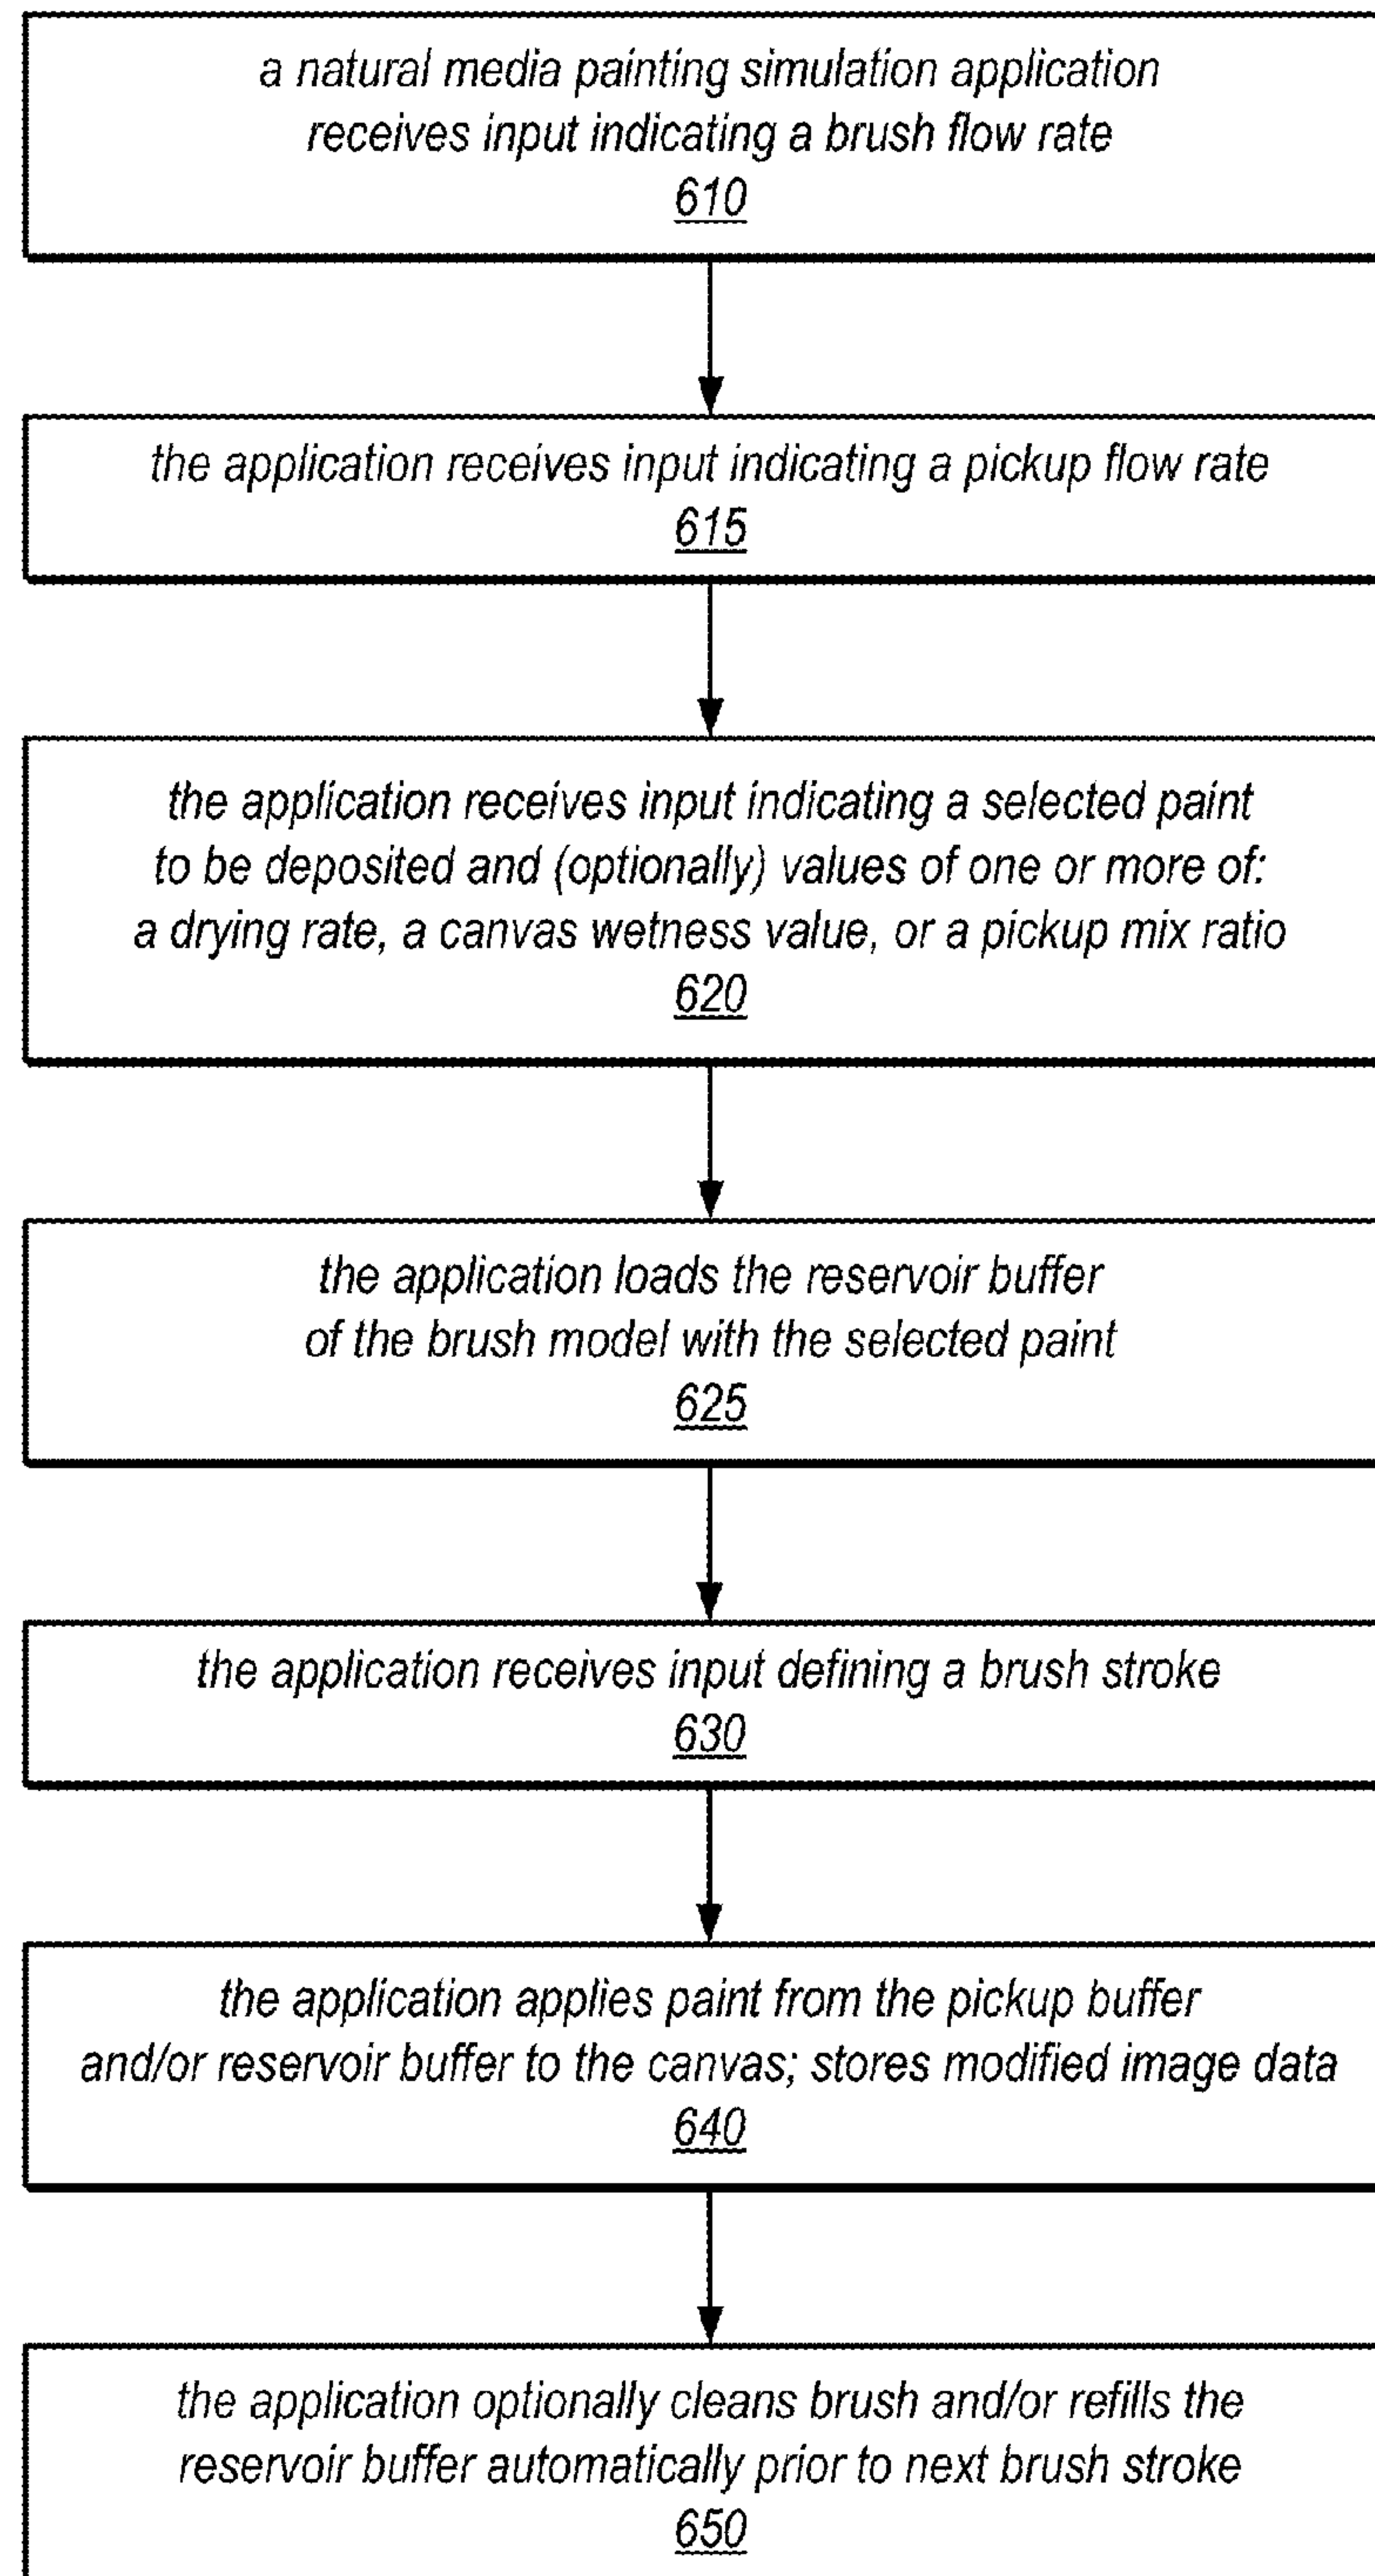 a natural media painting simulation application
receives input indicating a brush flow rate
610
the application receives input indicating a pickup flow rate
615
the application receives input indicating a selected paint
to be deposited and (optionally) values of one or more of:
a drying rate, a canvas wetness value, or a pickup mix ratio
620
the application loads the reservoir buffer
of the brush model with the selected paint
625
the application receives input defining a brush stroke
630
the application applies paint from the pickup buffer
and/or reservoir buffer to the canvas; stores modified image data
640
the application optionally cleans brush and/or refills the
reservoir buffer automatically prior to next brush stroke
650